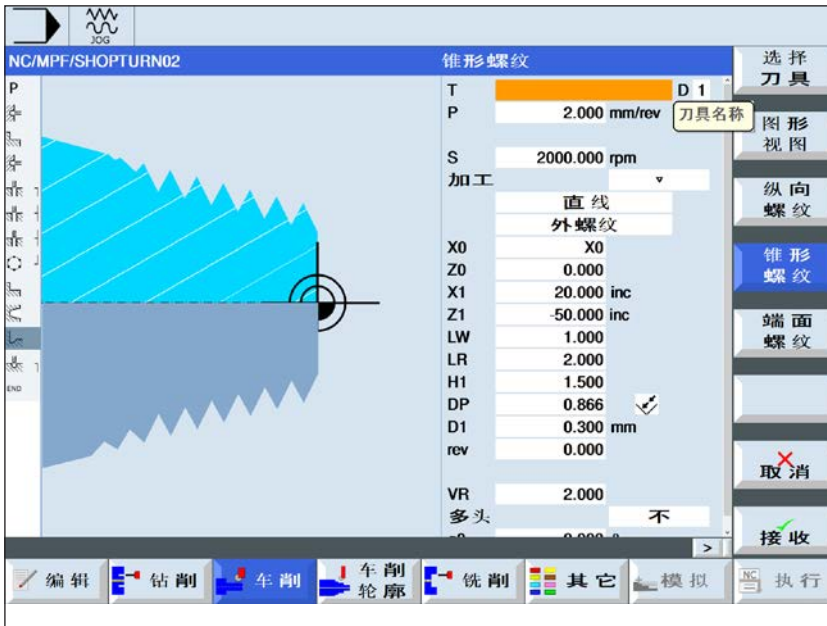 JOG
NC/MPF/SHOPTURN02
锥形螺纹
P
END
T D 1
刀具名称
P 2.000 mm/rev
S 2000.000 rpm
加工 ▿
直线
外螺纹
X0 X0
Z0 0.000
X1 20.000 inc
Z1 -50.000 inc
LW 1.000
LR 2.000
H1 1.500
DP 0.866
D1 0.300 mm
rev 0.000
VR 2.000
多头 不
>
选择
刀具
图形
视图
纵向
螺纹
锥形
螺纹
端面
螺纹
取消
接收
编辑
钻削
车削
车削
轮廓
铣削
其它
模拟
NC
执行